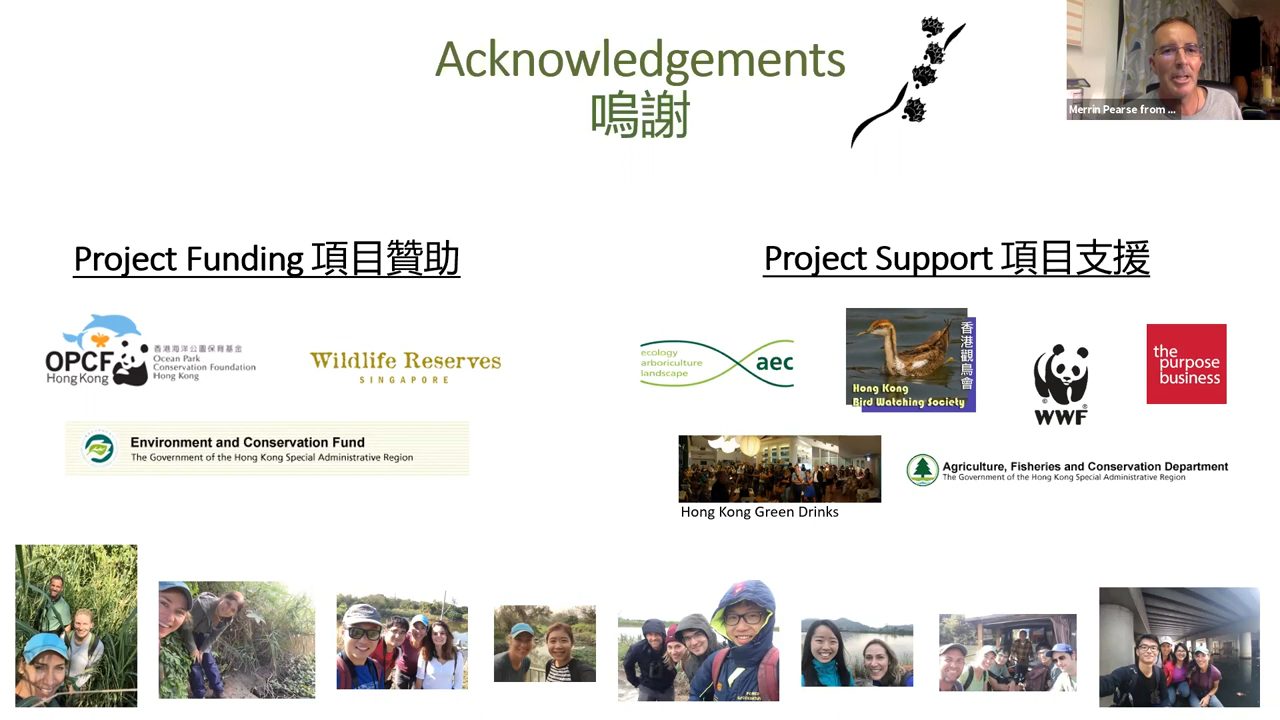 Acknowledgements
嗚謝
Merrin Pearse from ...
Project Funding 項目贊助
Project Support 項目支援
OPCF
Hong Kong
香港海洋公園保育基金
Ocean Park
Conservation Foundation
Hong Kong
Wildlife Reserves
SINGAPORE
Environment and Conservation Fund
The Government of the Hong Kong Special Administrative Region
ecology
arboriculture
landscape
aec
香港觀鳥會
Hong Kong
Bird Watching Society
WWF
the
purpose
business
Hong Kong Green Drinks
Agriculture, Fisheries and Conservation Department
The Government of the Hong Kong Special Administrative Region